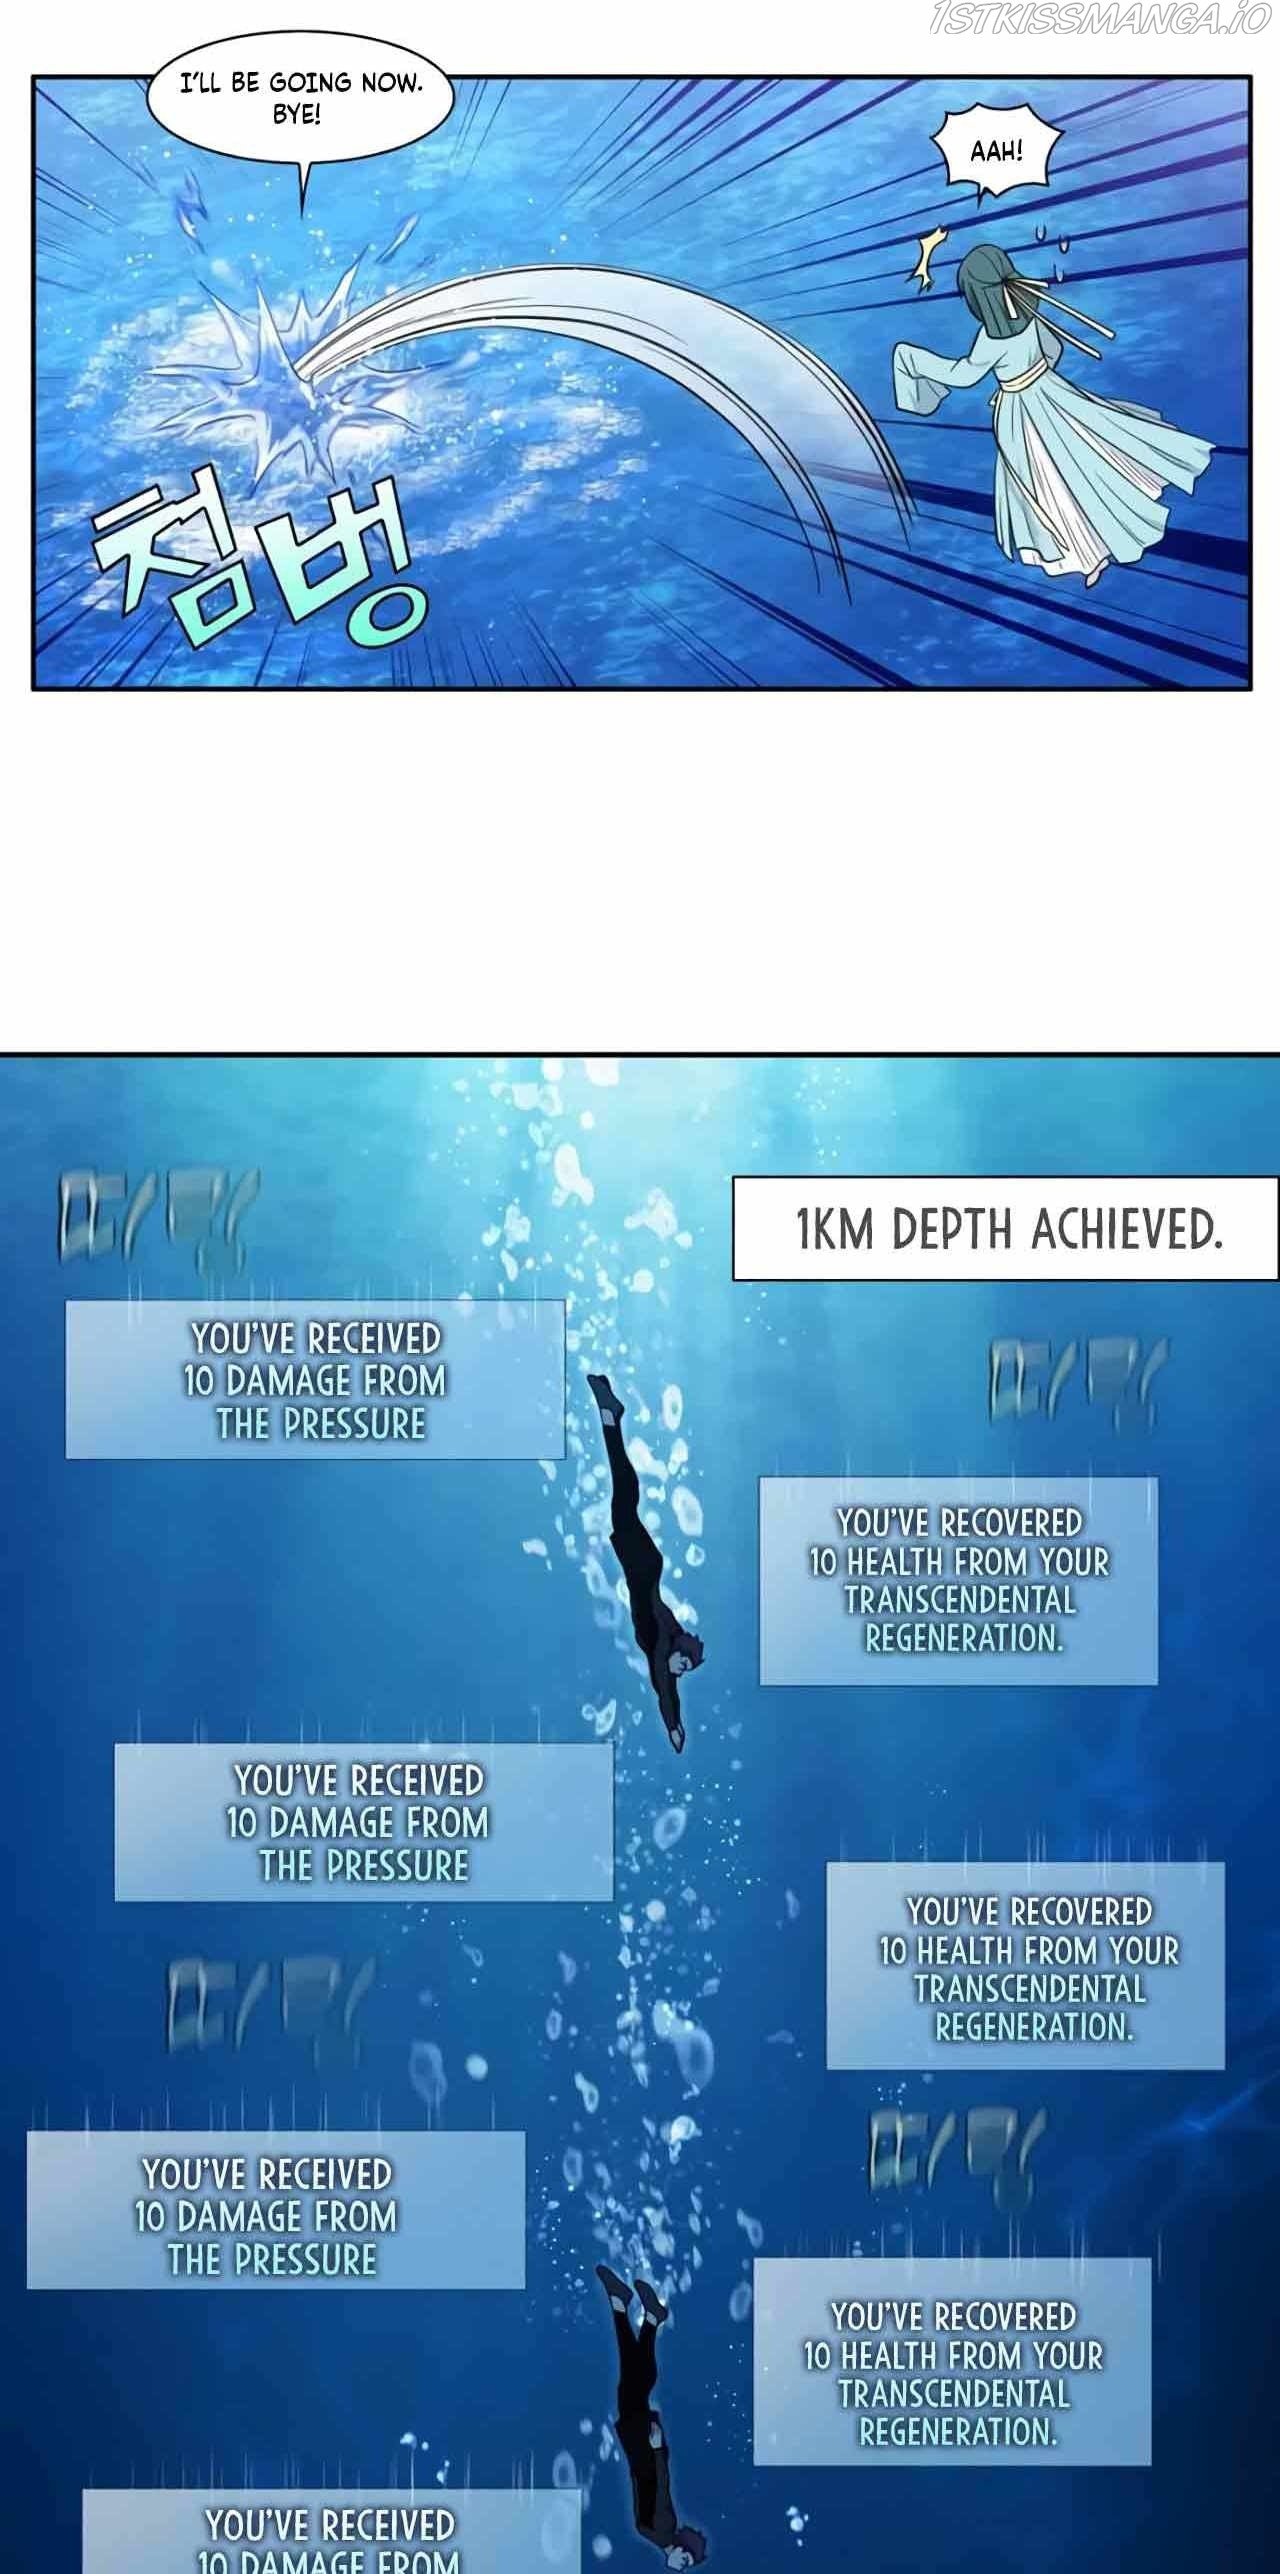 1STKISSMANGA.IO
I'LL BE GOING NOW.
BYE!
AAH!
첨벙
1KM DEPTH ACHIEVED.
YOU'VE RECEIVED
10 DAMAGE FROM
THE PRESSURE
YOU'VE RECOVERED
10 HEALTH FROM YOUR
TRANSCENDENTAL
REGENERATION.
YOU'VE RECEIVED
10 DAMAGE FROM
THE PRESSURE
YOU'VE RECOVERED
10 HEALTH FROM YOUR
TRANSCENDENTAL
REGENERATION.
YOU'VE RECEIVED
10 DAMAGE FROM
THE PRESSURE
YOU'VE RECOVERED
10 HEALTH FROM YOUR
TRANSCENDENTAL
REGENERATION.
YOU'VE RECEIVED
10 DAMAGE FROM